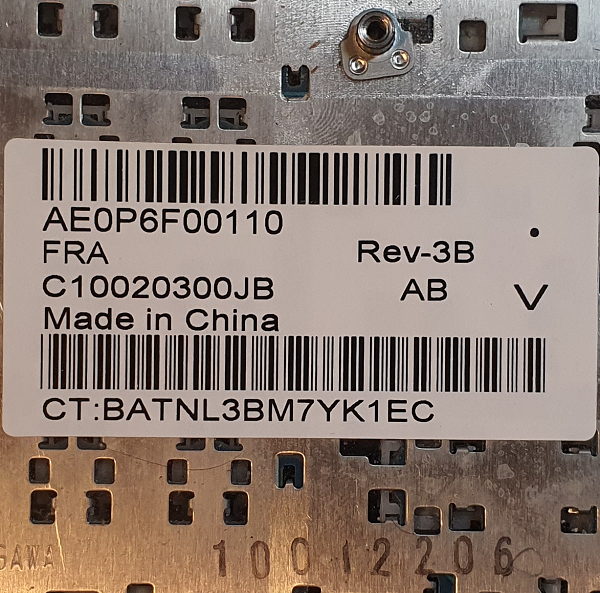 AE0P6F00110
FRA
Rev-3B
C10020300JB
AB
V
Made in China
CT:BATNL3BM7YK1EC
10012206